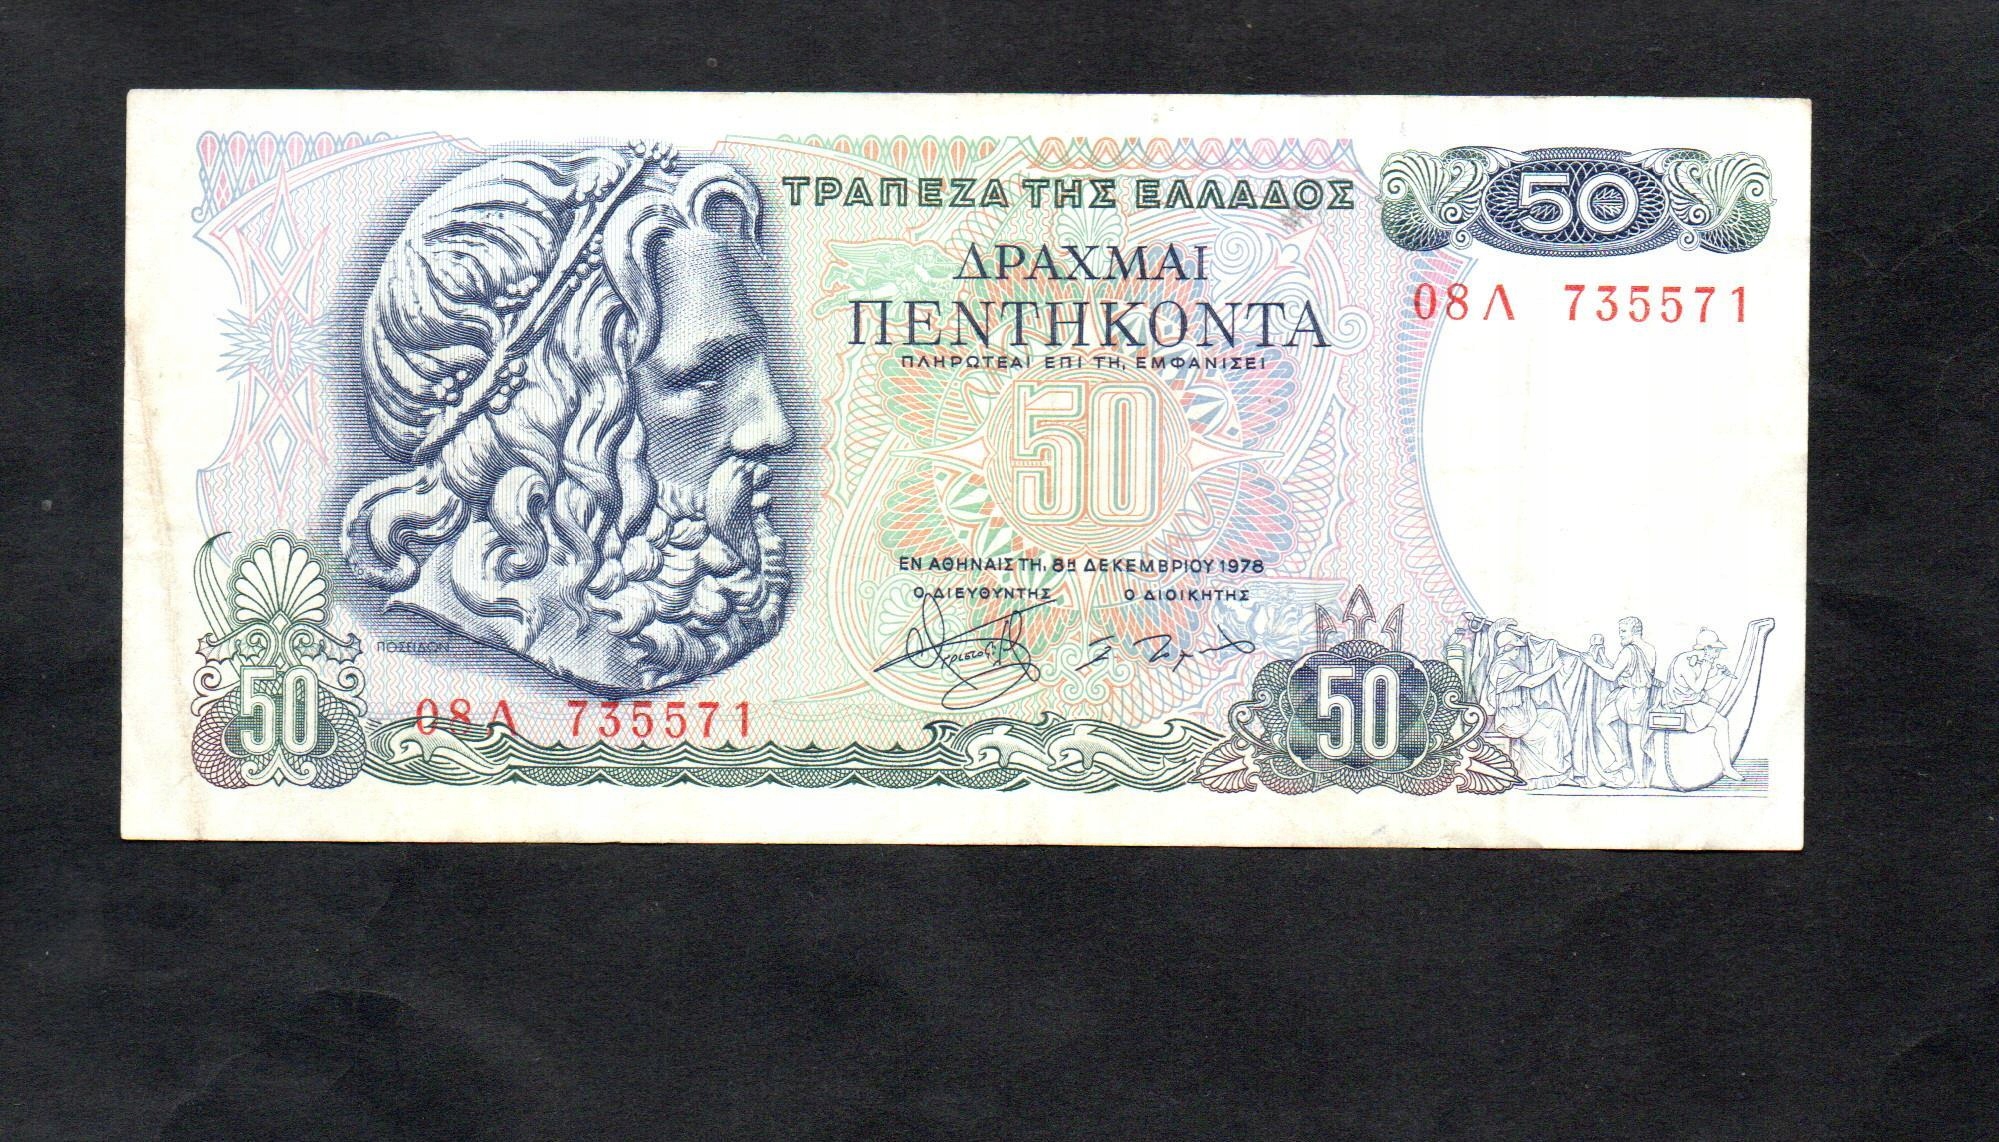 ΤΡΑΠΕΖΑ ΤΗΣ ΕΛΛΑΔΟΣ
50
ΔΡΑΧΜΑΙ
ΠΕΝΤΗΚΟΝΤΑ
08Λ 735571
ΠΛΗΡΩΤΕΑΙ ΕΠΙ ΤΗ, ΕΜΦΑΝΙΣΕΙ
50
ΕΝ ΑΘΗΝΑΙΣ ΤΗ, 8η ΔΕΚΕΜΒΡΙΟΥ 1978
Ο ΔΙΕΥΘΥΝΤΗΣ Ο ΔΙΟΙΚΗΤΗΣ
ΠΟΣΕΙΔΩΝ
50
50
08Λ 735571